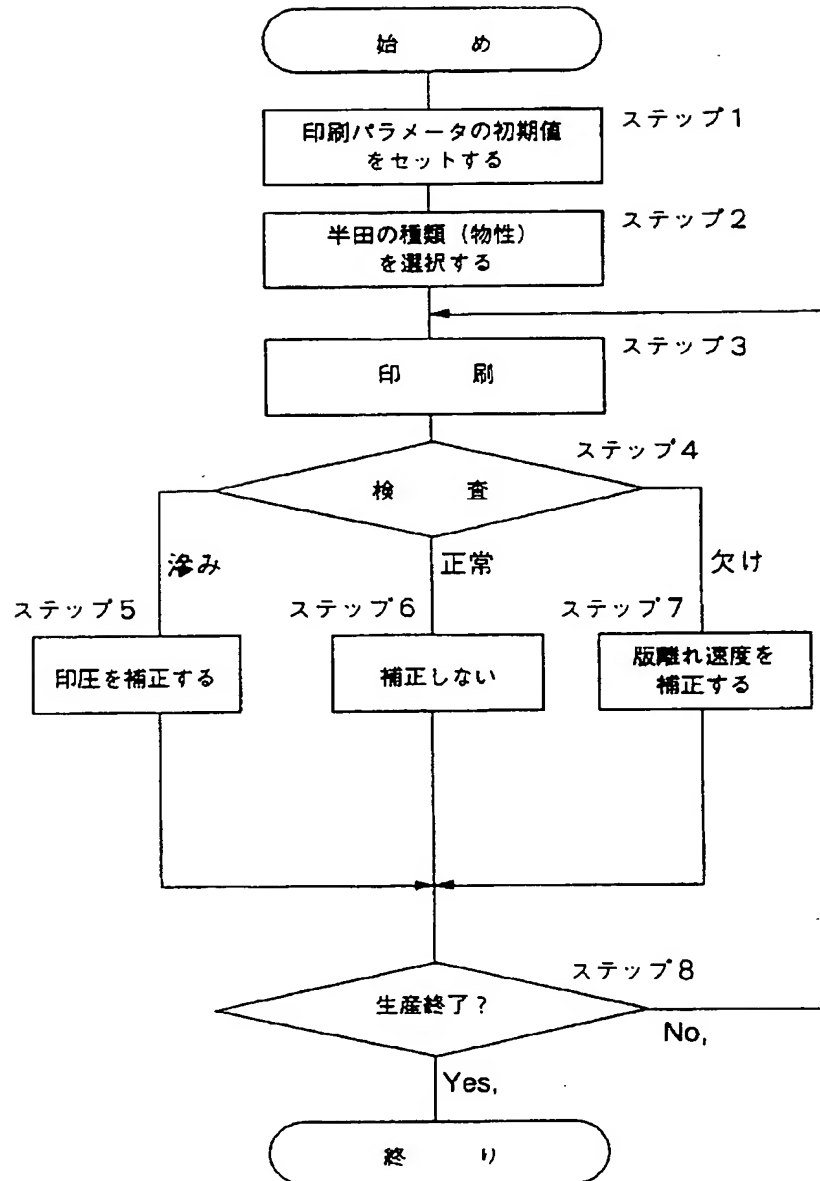 始め
ステップ1
印刷パラメータの初期値
をセットする
ステップ2
半田の種類(物性)
を選択する
ステップ3
印刷
ステップ4
検査
滲み
正常
欠け
ステップ5
ステップ6
ステップ7
印圧を補正する
補正しない
版離れ速度を
補正する
ステップ8
生産終了?
No,
Yes,
終り